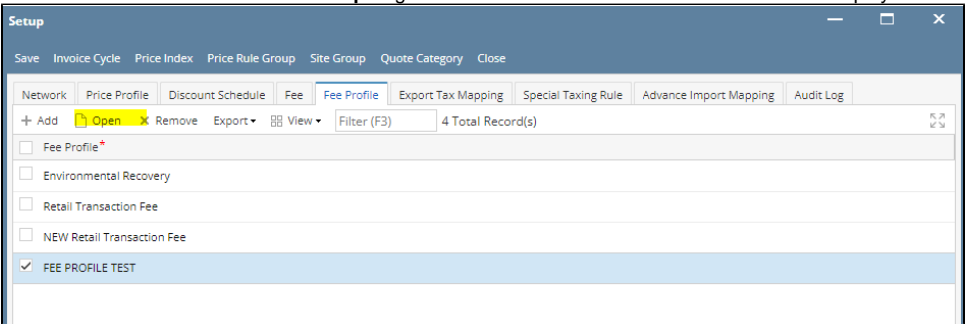 Setup
Save Invoice Cycle Price Index Price Rule Group Site Group Quote Category Close
Network Price Profile Discount Schedule Fee Fee Profile Export Tax Mapping Special Taxing Rule Advance Import Mapping Audit Log
+ Add Open × Remove Export View Filter (F3) 4 Total Record(s)
Fee Profile*
Environmental Recovery
Retail Transaction Fee
NEW Retail Transaction Fee
FEE PROFILE TEST